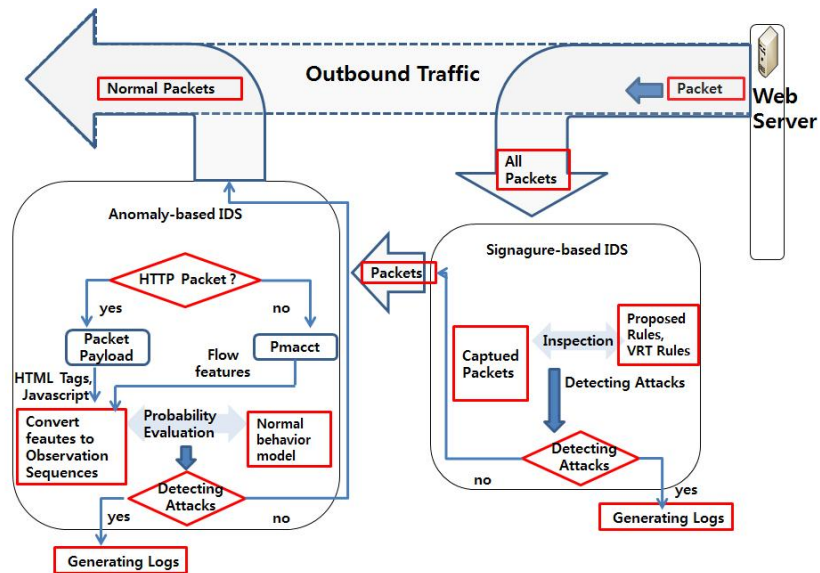 Outbound Traffic
Normal Packets
Packet
Web
Server
All
Packets
Anomaly-based IDS
Signagure-based IDS
HTTP Packet ?
Packets
yes
no
Packet
Payload
Pmacct
Proposed
Rules,
VRT Rules
Inspection
Captued
Packets
HTML Tags,
Javascript
Flow
features
Detecting Attacks
Convert
feautes to
Observation
Sequences
Probability
Evaluation
Normal
behavior
model
Detecting
Attacks
no
yes
Detecting
Attacks
yes
no
Generating Logs
Generating Logs